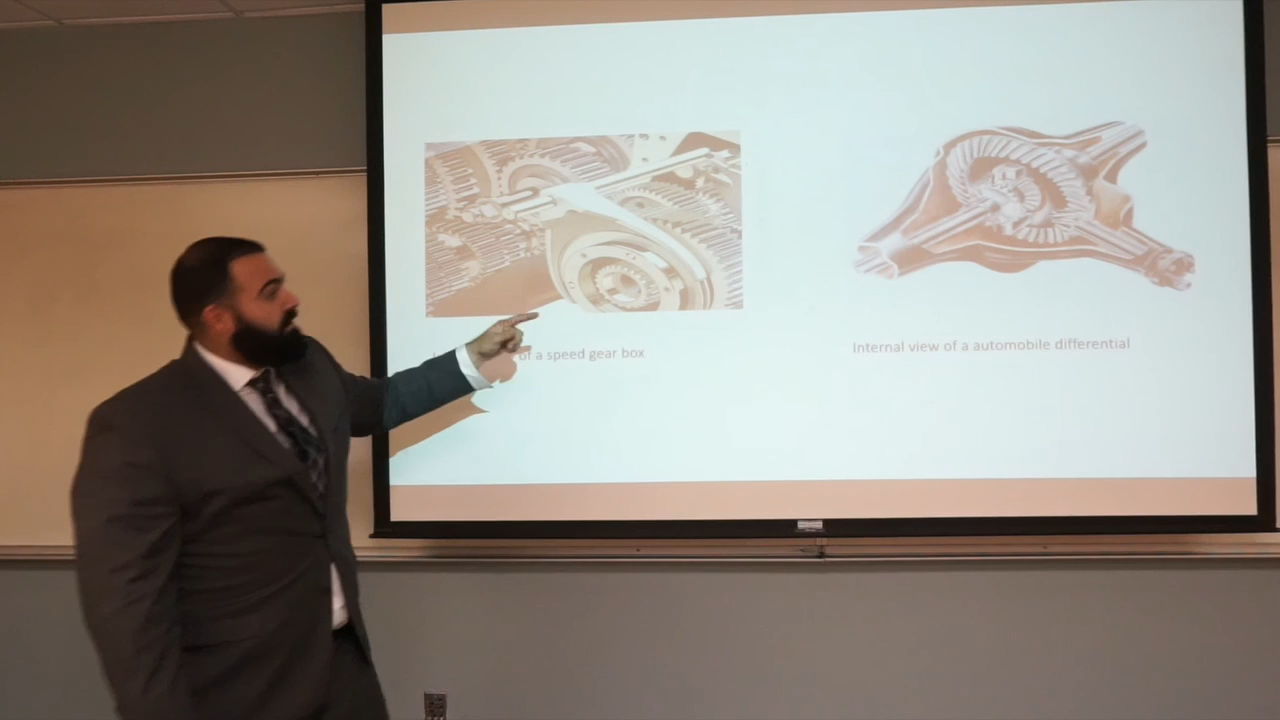 of a speed gear box
Internal view of a automobile differential